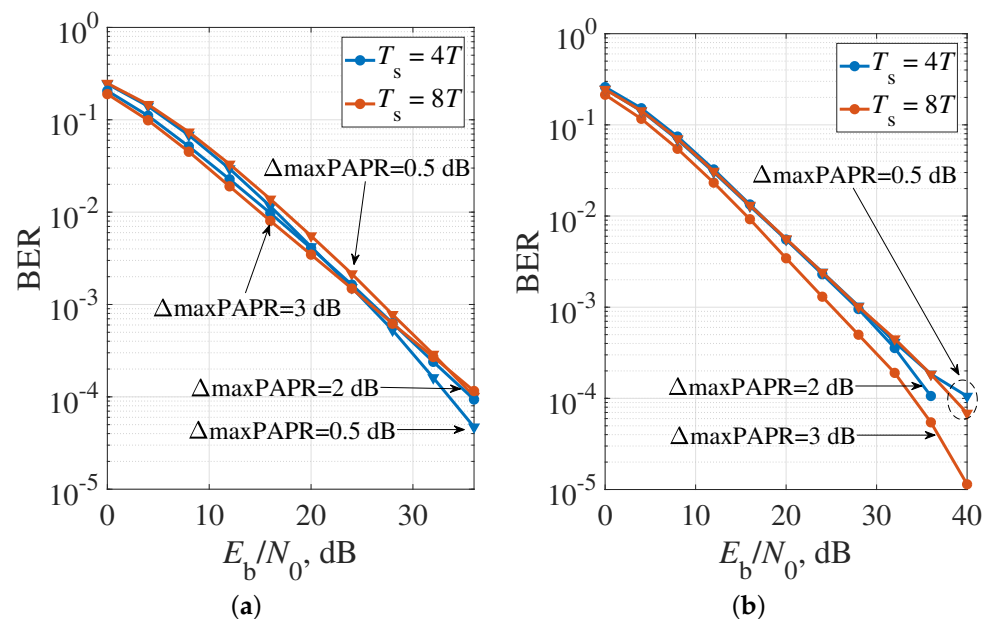 (a)
(b)
10^0
10^-1
10^-2
10^-3
10^-4
10^-5
BER
0
10
20
30
E_b/N_0, dB
T_s = 4T
T_s = 8T
ΔmaxPAPR=0.5 dB
ΔmaxPAPR=3 dB
ΔmaxPAPR=2 dB
ΔmaxPAPR=0.5 dB
(a)
10^0
10^-1
10^-2
10^-3
10^-4
10^-5
BER
0
10
20
30
40
E_b/N_0, dB
T_s = 4T
T_s = 8T
ΔmaxPAPR=0.5 dB
ΔmaxPAPR=2 dB
ΔmaxPAPR=3 dB
(b)